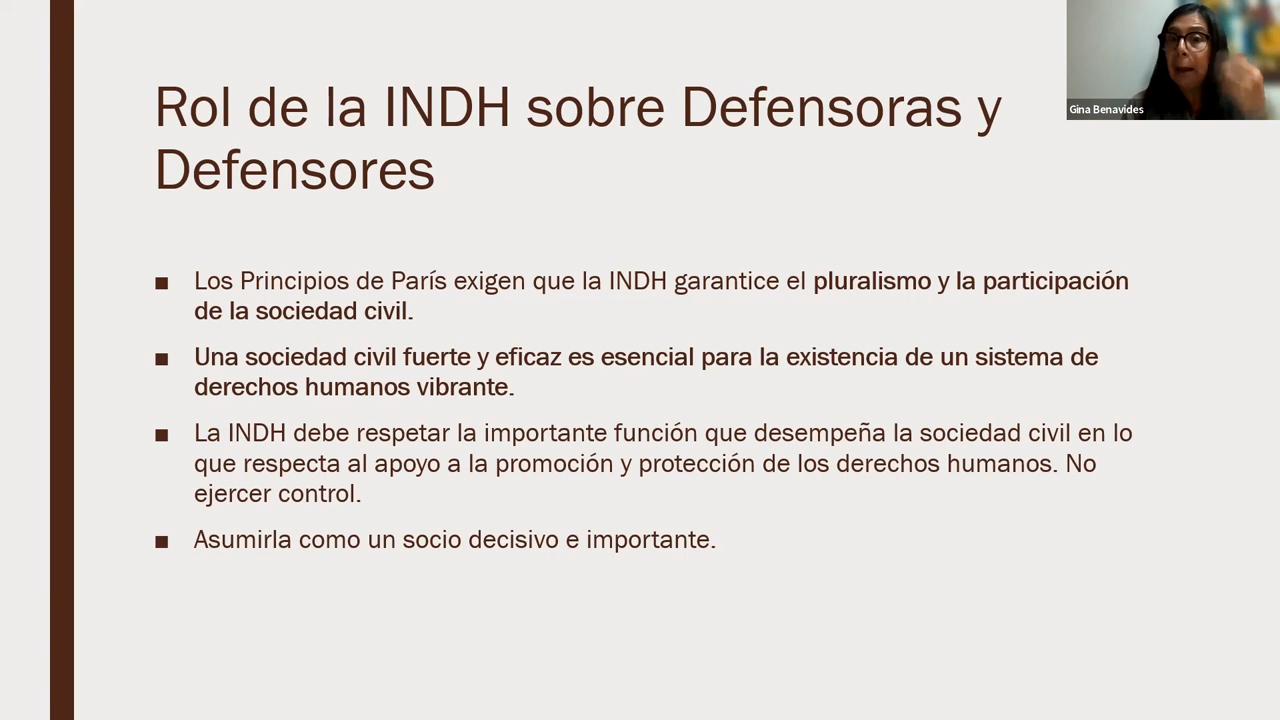 Rol de la INDH sobre Defensoras y
Defensores
Gina Benavides
■ Los Principios de París exigen que la INDH garantice el pluralismo y la participación
de la sociedad civil.
■ Una sociedad civil fuerte y eficaz es esencial para la existencia de un sistema de
derechos humanos vibrante.
■ La INDH debe respetar la importante función que desempeña la sociedad civil en lo
que respecta al apoyo a la promoción y protección de los derechos humanos. No
ejercer control.
■ Asumirla como un socio decisivo e importante.